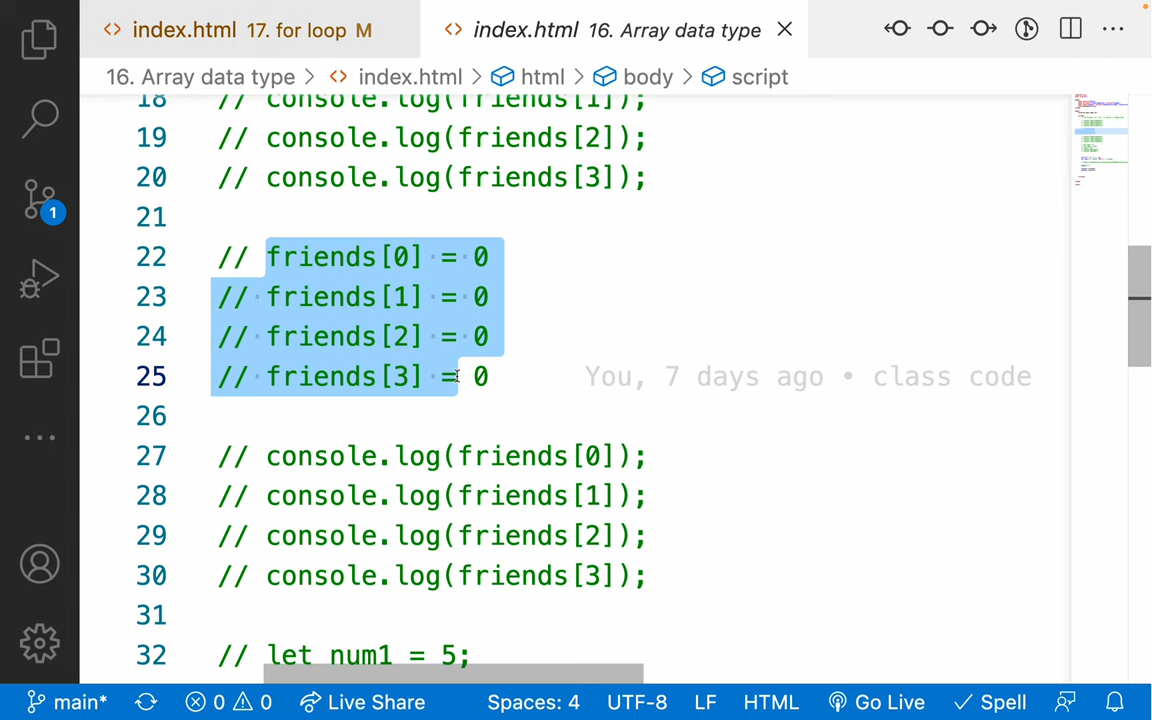 index.html 17. for loop M
index.html 16. Array data type
16. Array data type > index.html > html > body > script
18 // console.log(friends[1]);
19 // console.log(friends[2]);
20 // console.log(friends[3]);
21
22 // friends[0] = 0
23 // friends[1] = 0
24 // friends[2] = 0
25 // friends[3] = 0 You, 7 days ago • class code
26
27 // console.log(friends[0]);
28 // console.log(friends[1]);
29 // console.log(friends[2]);
30 // console.log(friends[3]);
31
32 // let num1 = 5;
1
main* 0 0 Live Share Spaces: 4 UTF-8 LF HTML Go Live Spell